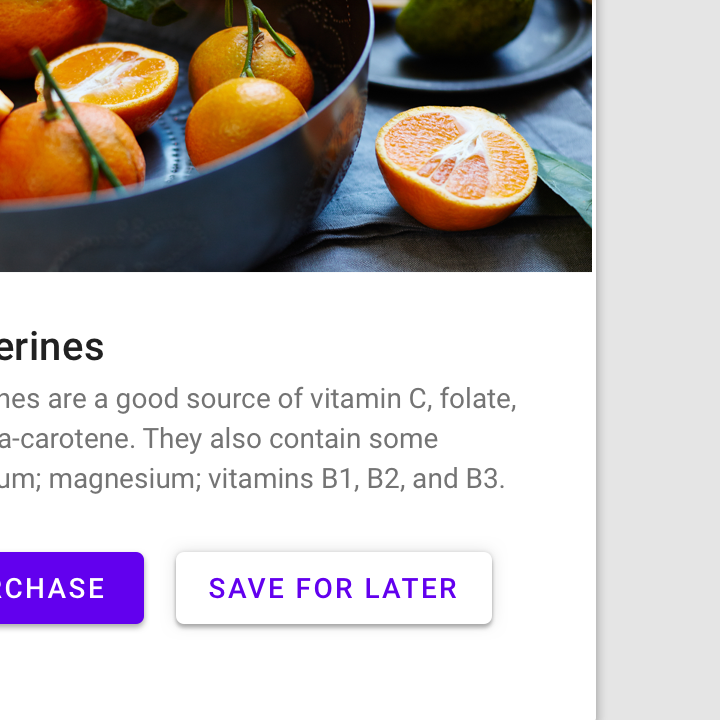 erines
nes are a good source of vitamin C, folate,
a-carotene. They also contain some
um; magnesium; vitamins B1, B2, and B3.
RCHASE
SAVE FOR LATER